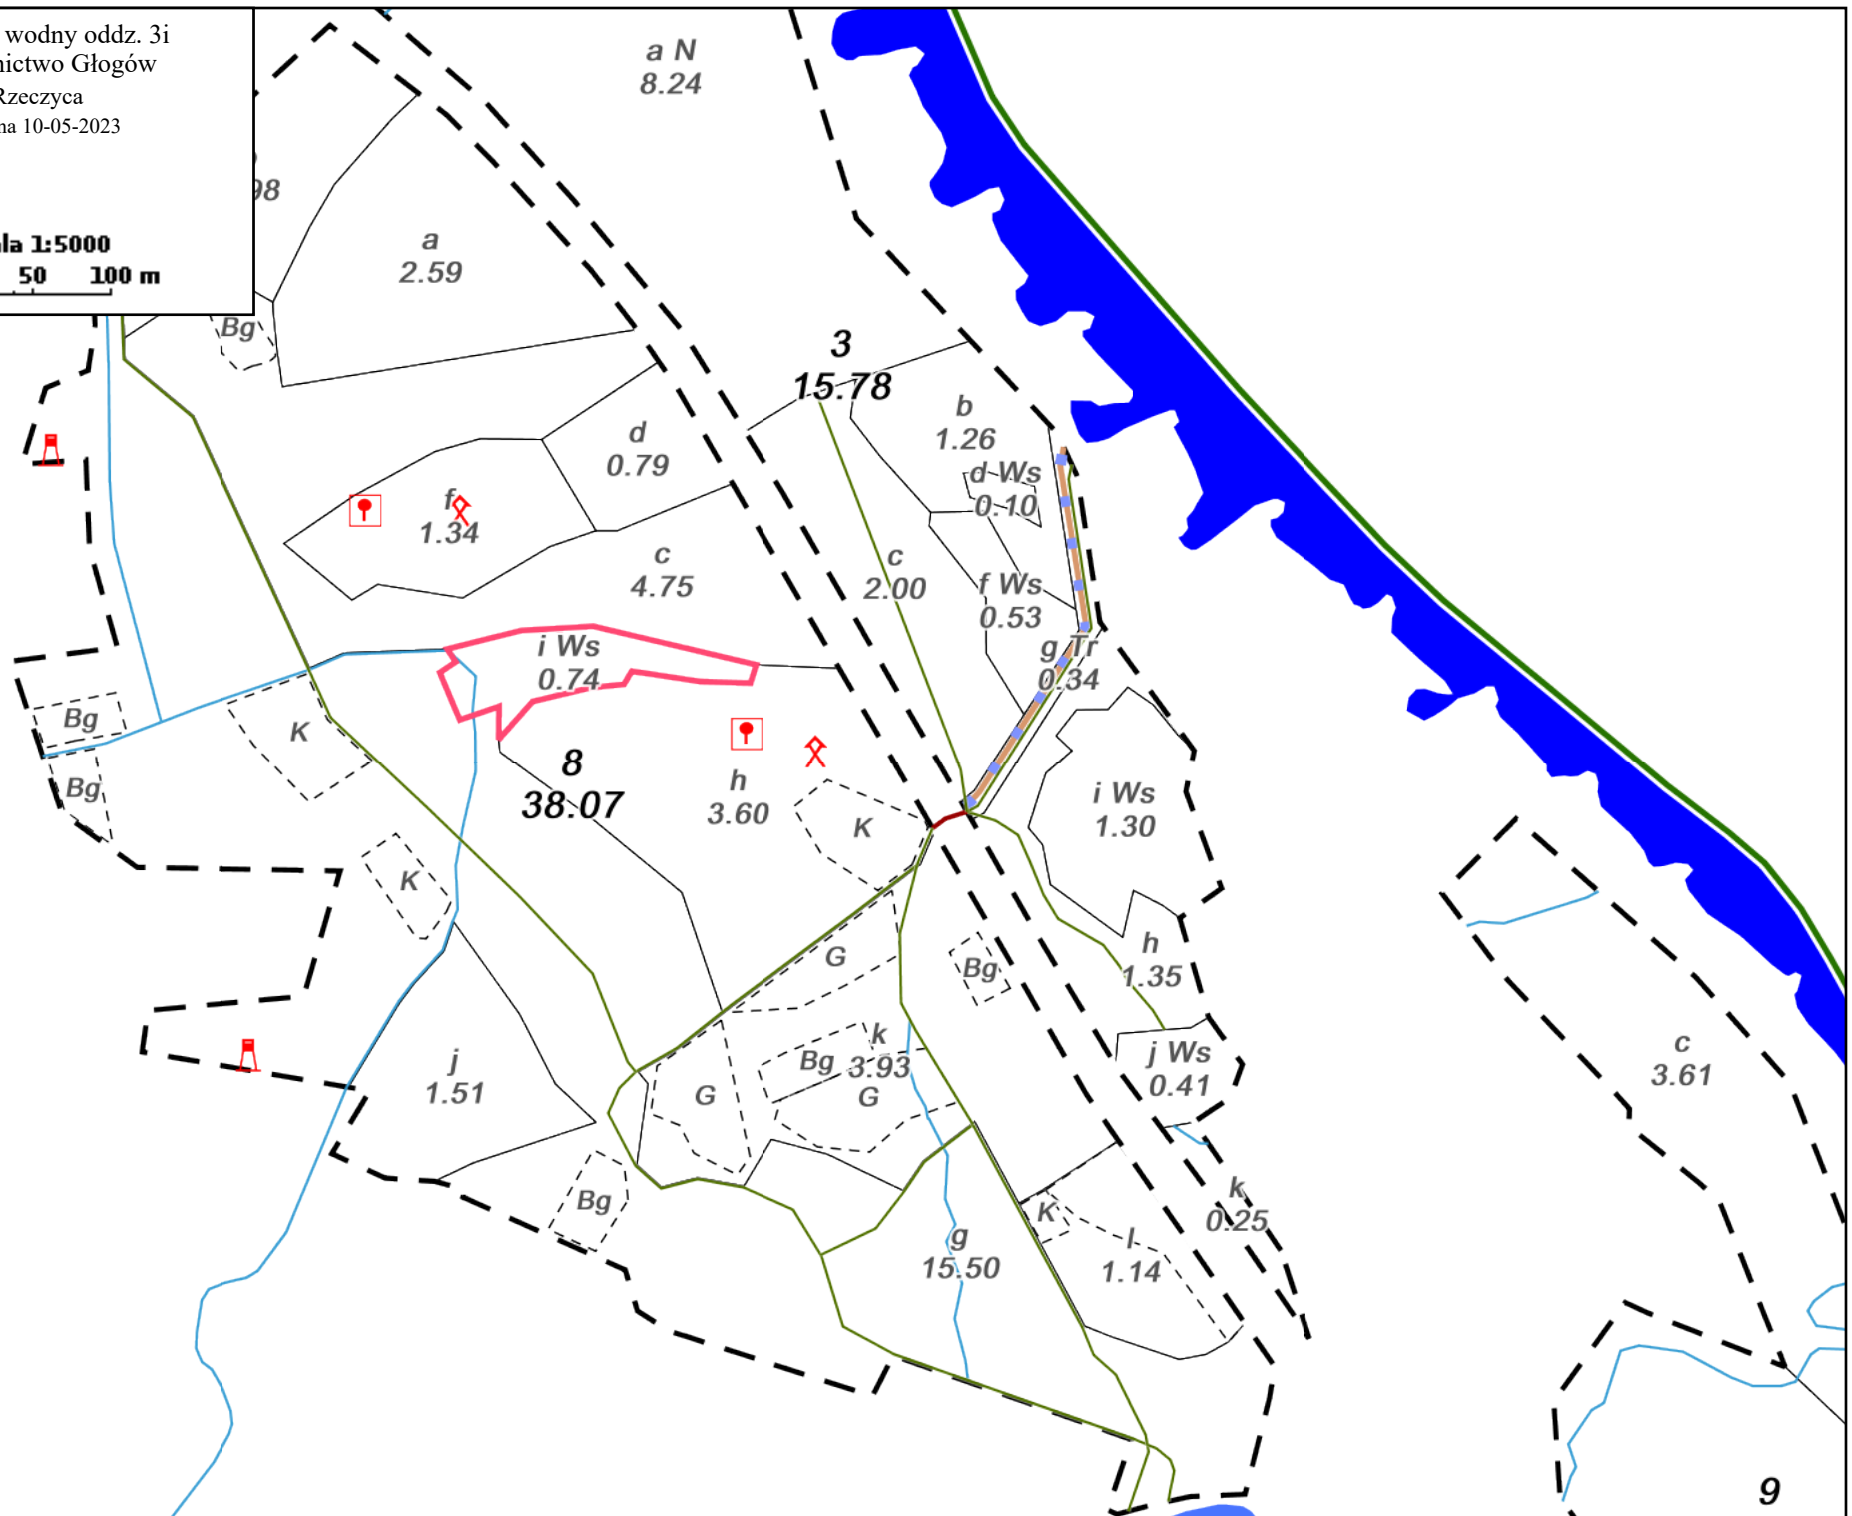 wodny oddz. 3i
nictwo Głogów
Rzeczyca
na 10-05-2023
la 1:5000
50 100 m
a N
8.24
98
a
2.59
Bg
3
15.78
b
1.26
d
0.79
d Ws
0.10
f
1.34
c
4.75
c
2.00
f Ws
0.53
i Ws
0.74
g Tr
0.34
Bg
K
8
38.07
h
3.60
K
i Ws
1.30
Bg
K
G
Bg
h
1.35
j
1.51
k
3.93
Bg
G
G
j Ws
0.41
c
3.61
Bg
K
k
0.25
g
15.50
l
1.14
9